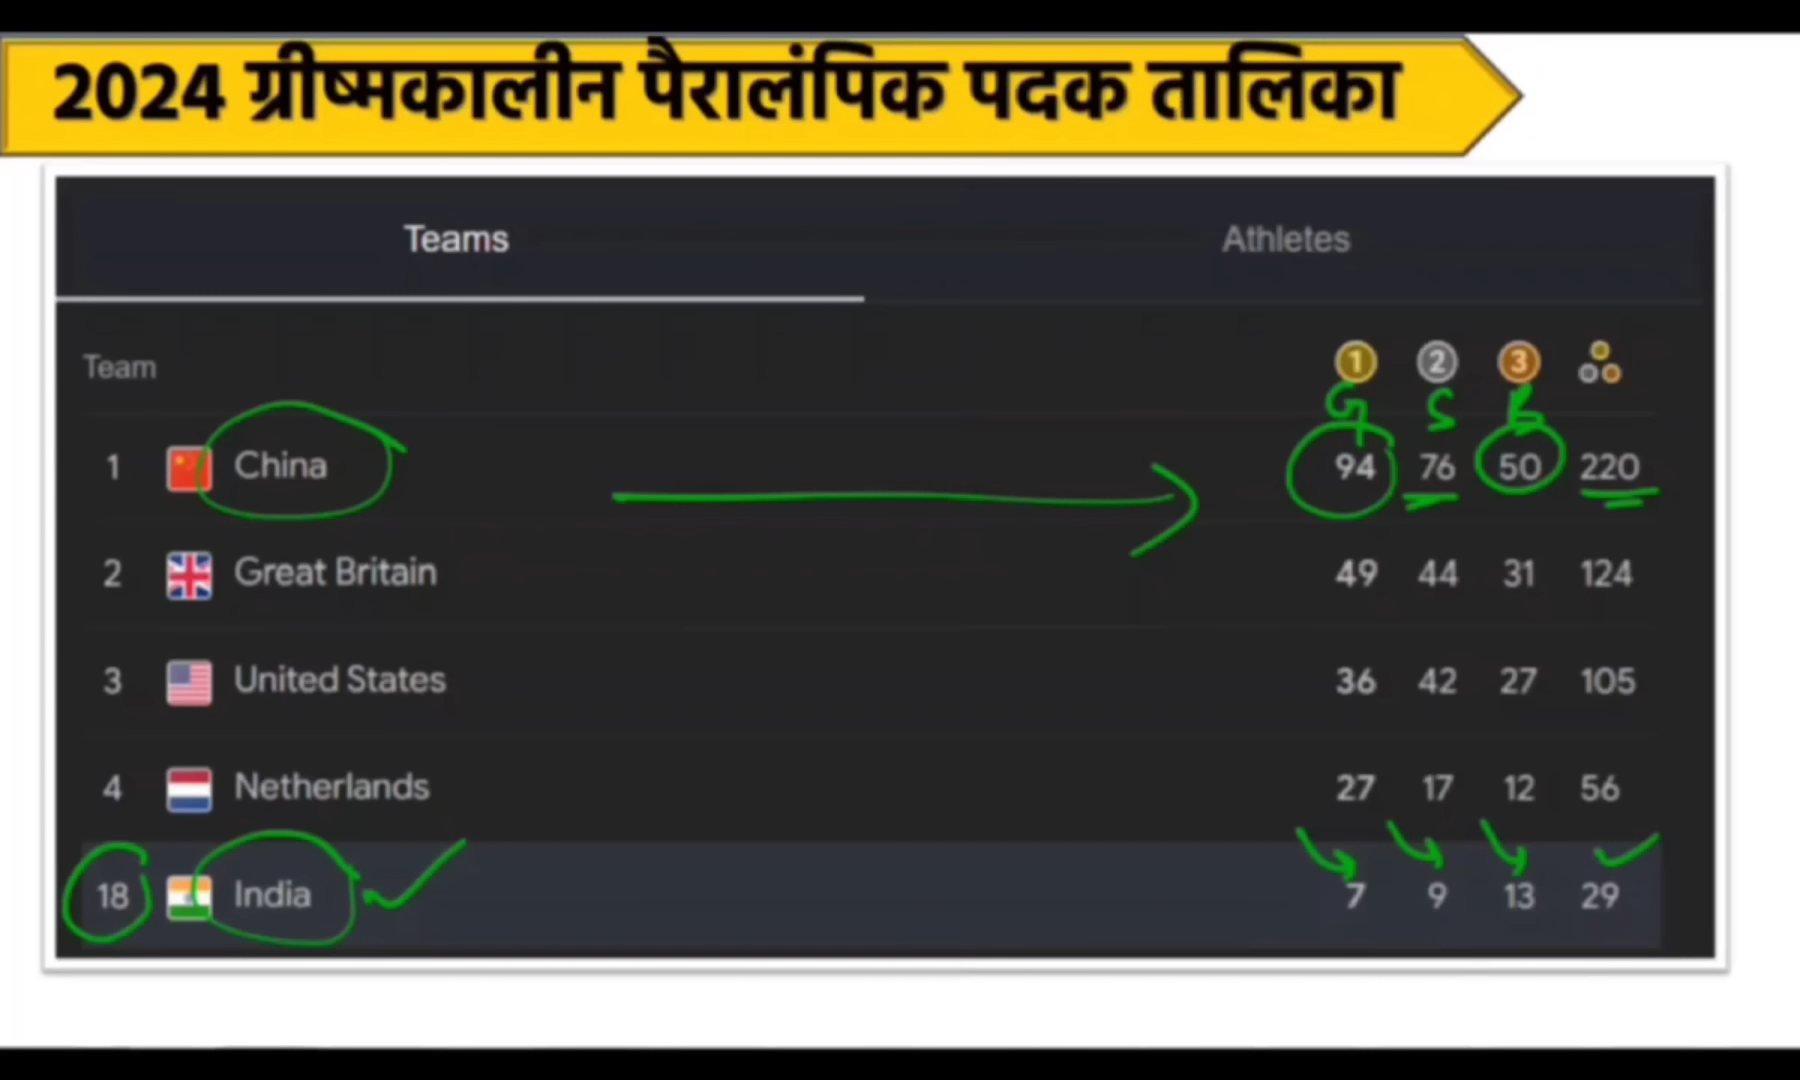 2024 ग्रीष्मकालीन पैरालंपिक पदक तालिका
Teams Athletes
Team 1 2 3
G S B
1 China 94 76 50 220
2 Great Britain 49 44 31 124
3 United States 36 42 27 105
4 Netherlands 27 17 12 56
18 India 7 9 13 29